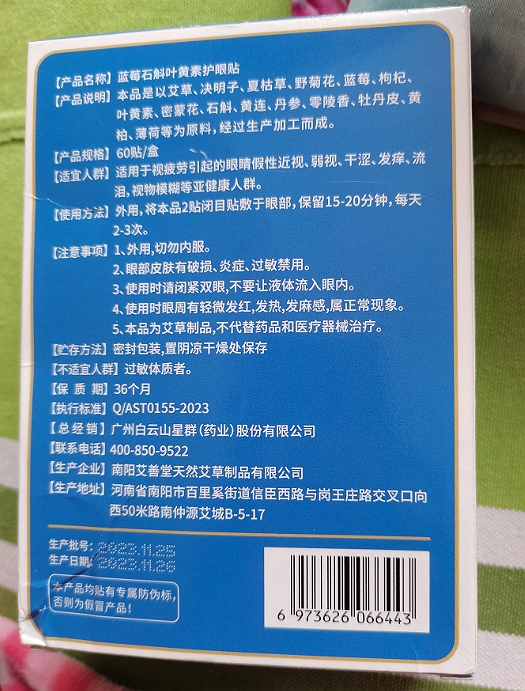 【产品名称】蓝莓石斛叶黄素护眼贴
【产品说明】本品是以艾草、决明子、夏枯草、野菊花、蓝莓、枸杞、
叶黄素、密蒙花、石斛、黄连、丹参、零陵香、牡丹皮、黄
柏、薄荷等为原料，经过生产加工而成。
【产品规格】60贴/盒
【适宜人群】适用于视疲劳引起的眼睛假性近视、弱视、干涩、发痒、流
泪，视物模糊等亚健康人群。
【使用方法】外用，将本品2贴闭目贴敷于眼部，保留15-20分钟，每天
2-3次。
【注意事项】1、外用，切勿内服。
2、眼部皮肤有破损、炎症、过敏禁用。
3、使用时请闭紧双眼，不要让液体流入眼内。
4、使用时眼周有轻微发红，发热，发麻感，属正常现象。
5、本品为艾草制品，不代替药品和医疗器械治疗。
【贮存方法】密封包装，置阴凉干燥处保存
【不适宜人群】过敏体质者。
【保 质 期】36个月
【执行标准】Q/AST0155-2023
【总 经 销】广州白云山星群（药业）股份有限公司
【联系电话】400-850-9522
【生产企业】南阳艾善堂天然艾草制品有限公司
【生产地址】河南省南阳市百里奚街道信臣西路与岗王庄路交叉口向
西50米路南仲源艾城B-5-17
生产批号：2023.11.25
生产日期：2023.11.26
本产品均贴有专属防伪标，
否则为假冒产品！
6 973626 066443